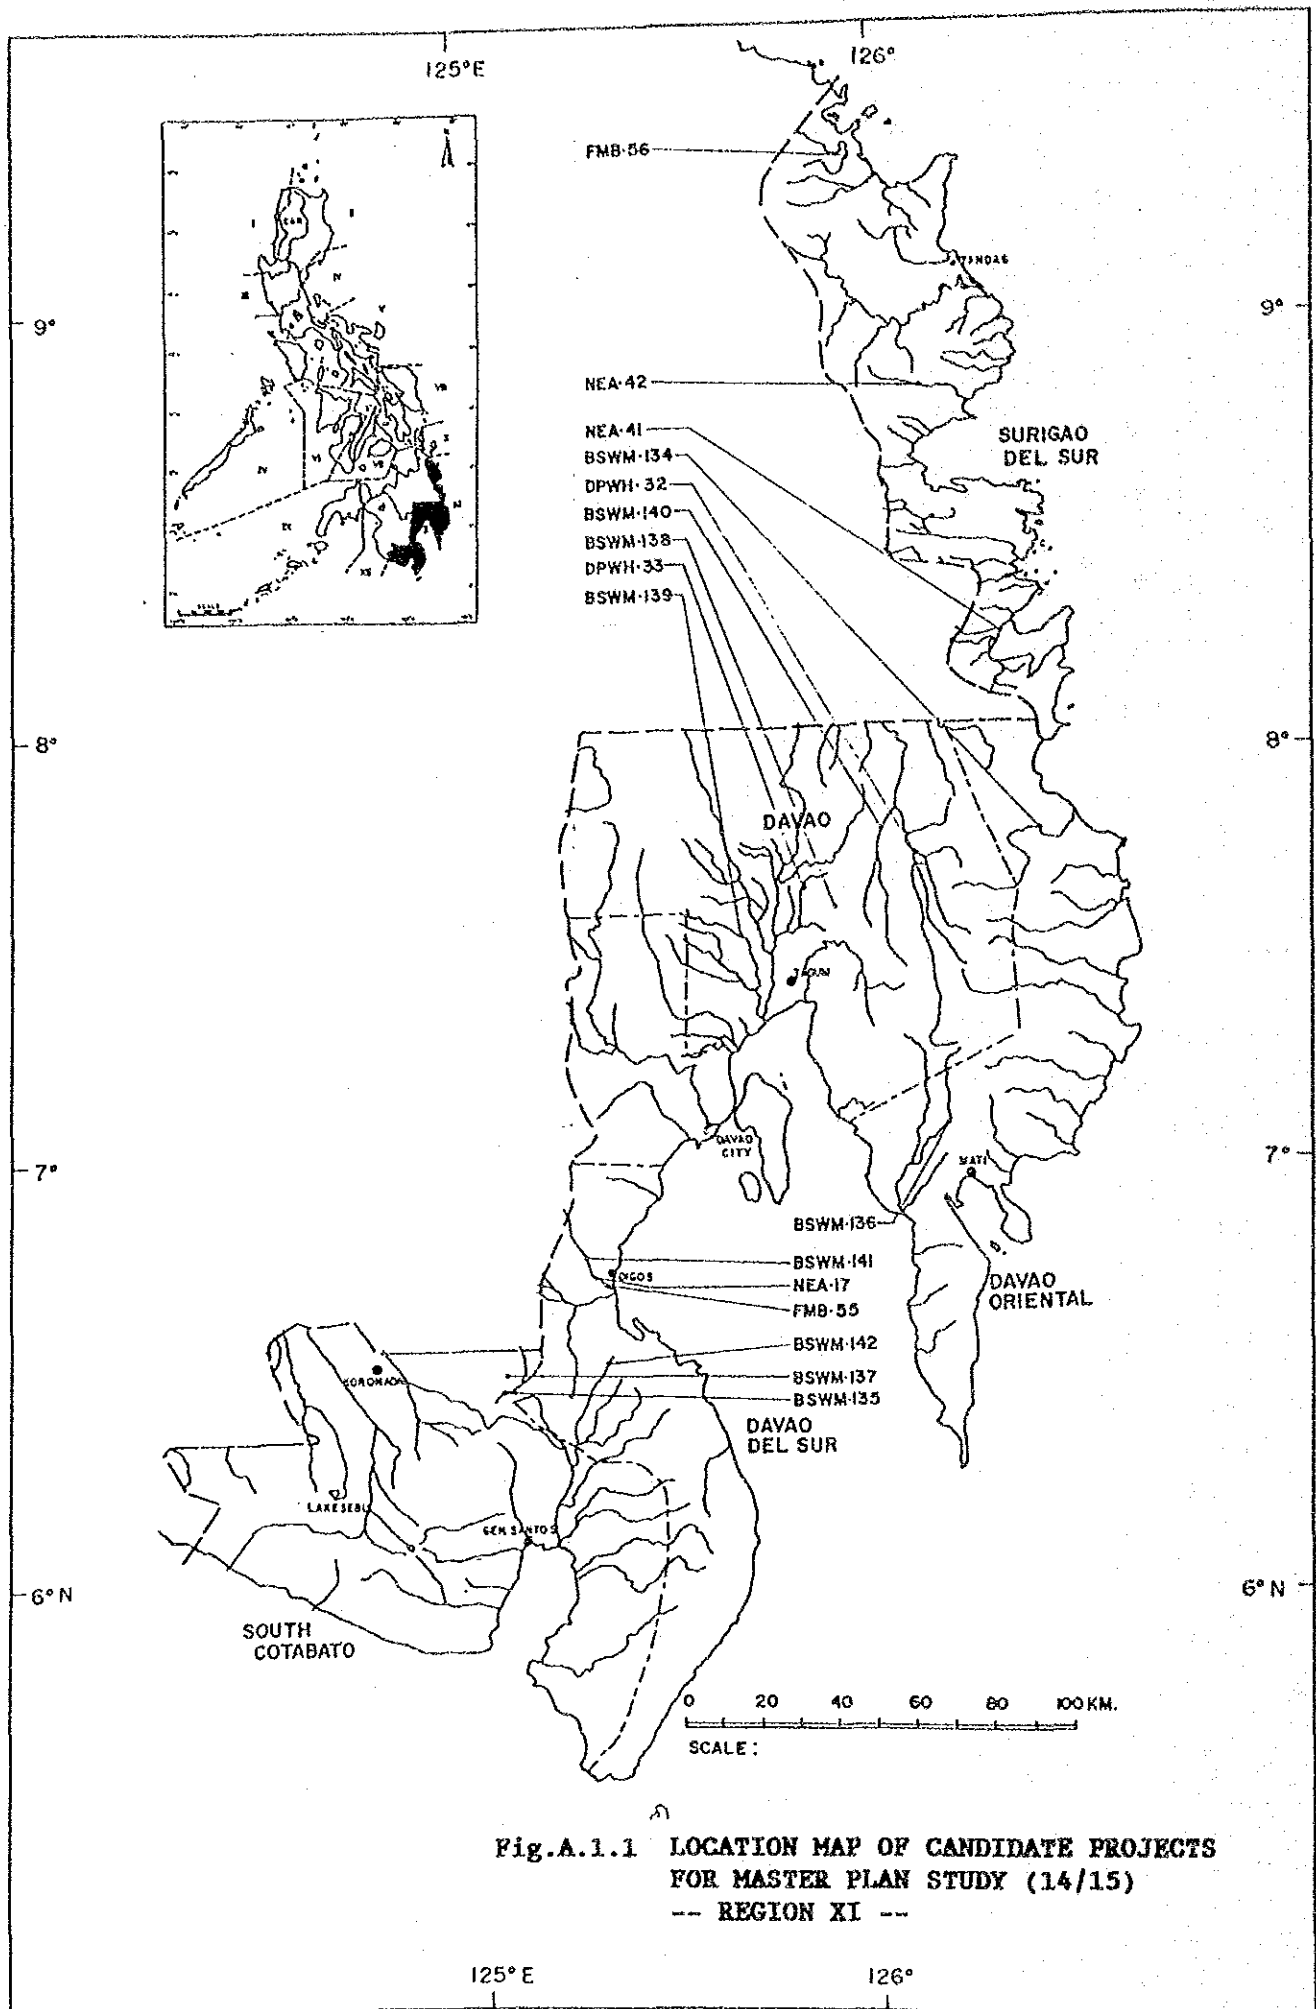 125°E
126°
FMB-56
TANDAG
9°
9°
NEA-42
NEA-41
SURIGAO
DEL SUR
BSWM-134
DPWH-32
BSWM-140
BSWM-138
DPWH-33
BSWM-139
8°
8°
DAVAO
TAGUM
DAVAO
CITY
7°
7°
MATI
BSWM-136
BSWM-141
DIGOS
NEA-17
DAVAO
ORIENTAL
FMB-55
BSWM-142
KORONADAL
BSWM-137
BSWM-135
DAVAO
DEL SUR
LAKE SEBU
GEN. SANTOS
6°N
6°N
SOUTH
COTABATO
0 20 40 60 80 100 KM.
SCALE :
Fig.A.1.1 LOCATION MAP OF CANDIDATE PROJECTS
FOR MASTER PLAN STUDY (14/15)
-- REGION XI --
125°E
126°